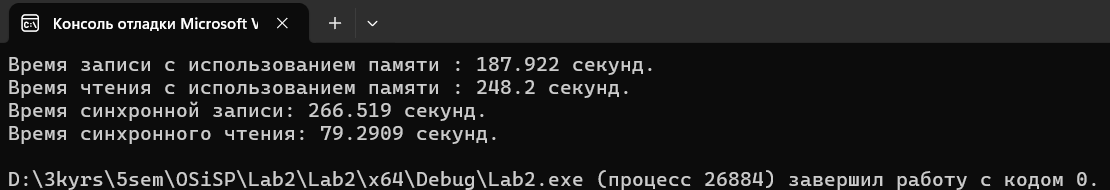 Консоль отладки Microsoft V
Время записи с использованием памяти : 187.922 секунд.
Время чтения с использованием памяти : 248.2 секунд.
Время синхронной записи: 266.519 секунд.
Время синхронного чтения: 79.2909 секунд.
D:\3kyrs\5sem\OSiSP\Lab2\Lab2\x64\Debug\Lab2.exe (процесс 26884) завершил работу с кодом 0.